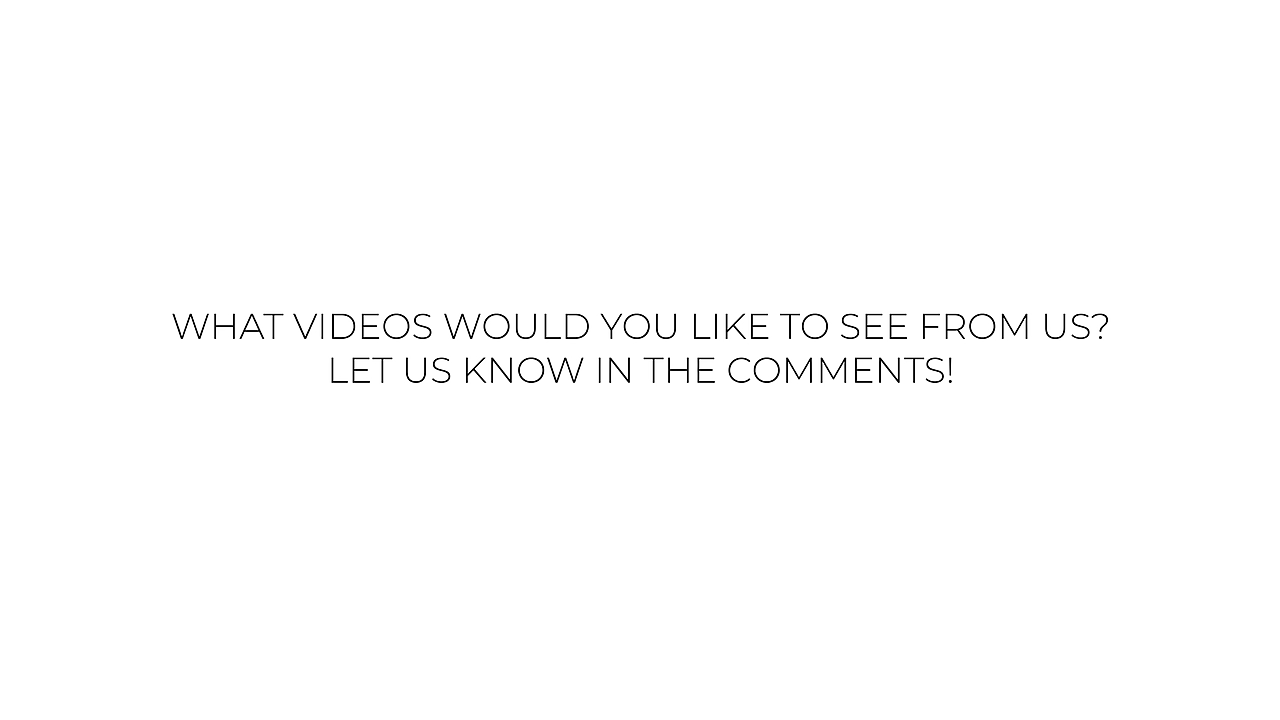 WHAT VIDEOS WOULD YOU LIKE TO SEE FROM US?
LET US KNOW IN THE COMMENTS!